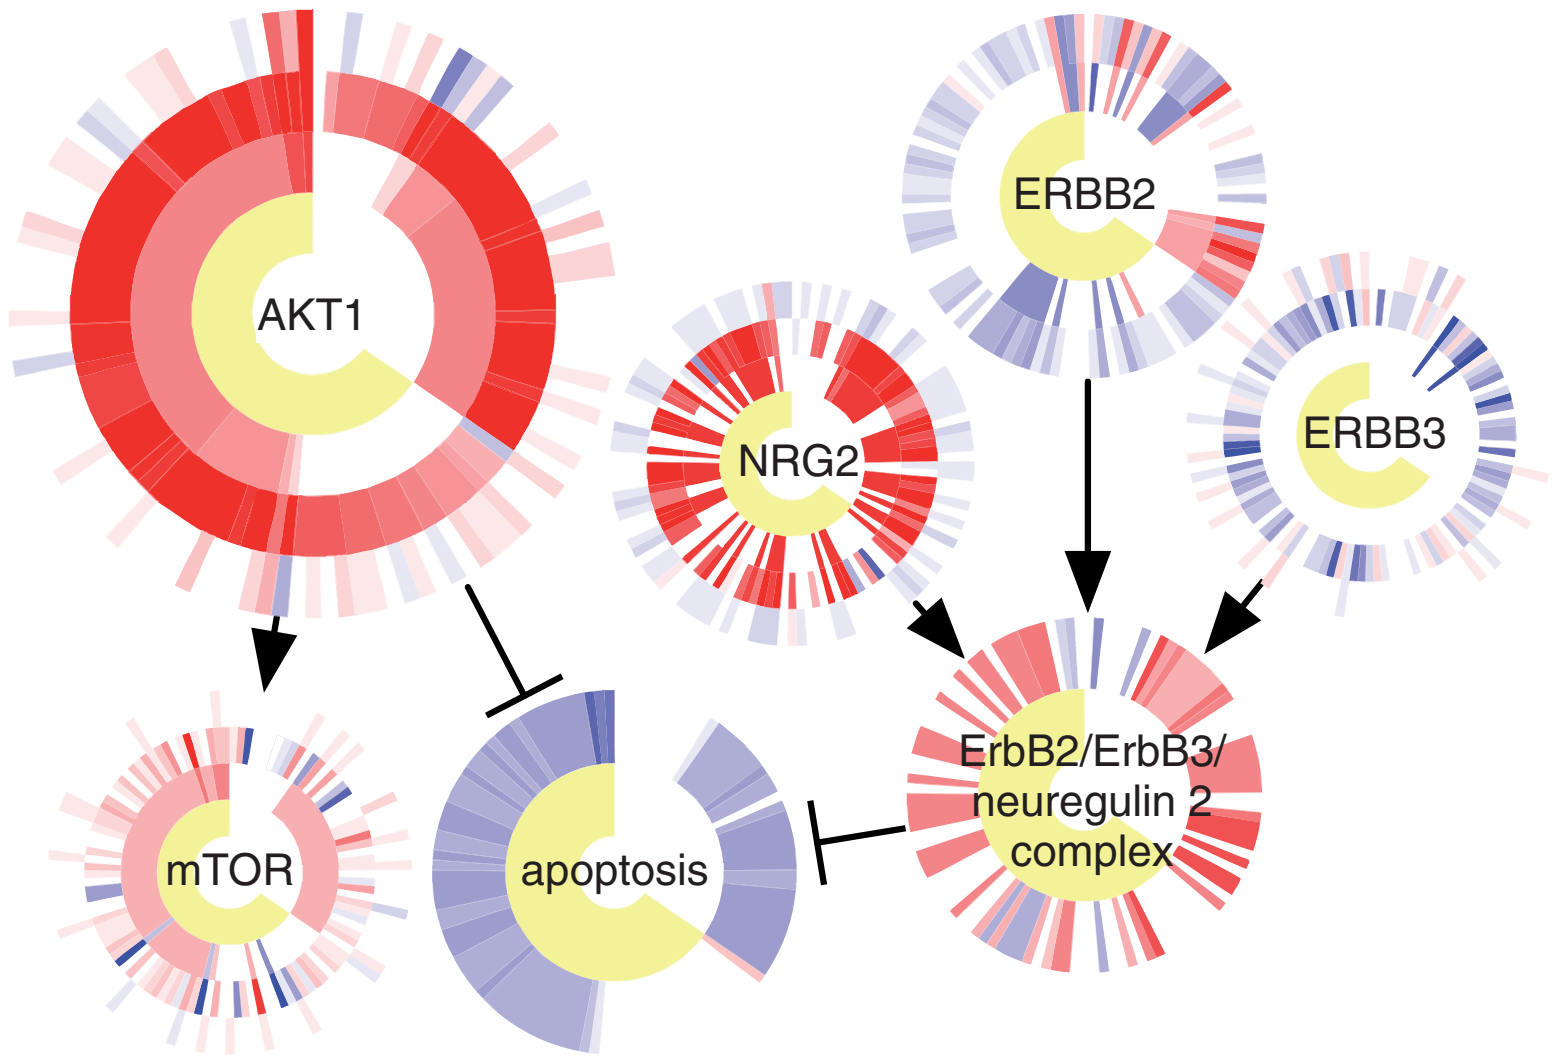 AKT1
ERBB2
ERBB3
NRG2
ErbB2/ErbB3/
neuregulin 2
complex
mTOR
apoptosis